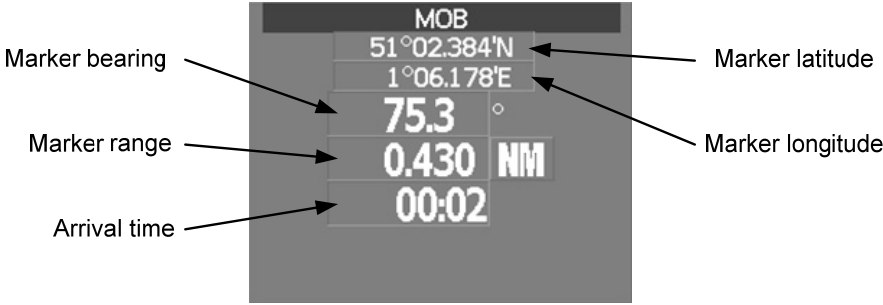 MOB
51°02.384'N
1°06.178'E
75.3 °
0.430 NM
00:02
Marker bearing
Marker range
Arrival time
Marker latitude
Marker longitude